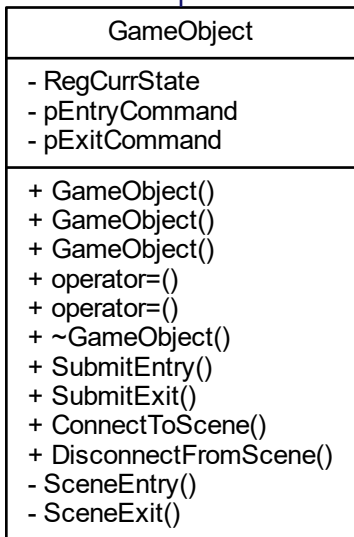 GameObject
- RegCurrState
- pEntryCommand
- pExitCommand
+ GameObject()
+ GameObject()
+ GameObject()
+ operator=()
+ operator=()
+ ~GameObject()
+ SubmitEntry()
+ SubmitExit()
+ ConnectToScene()
+ DisconnectFromScene()
- SceneEntry()
- SceneExit()